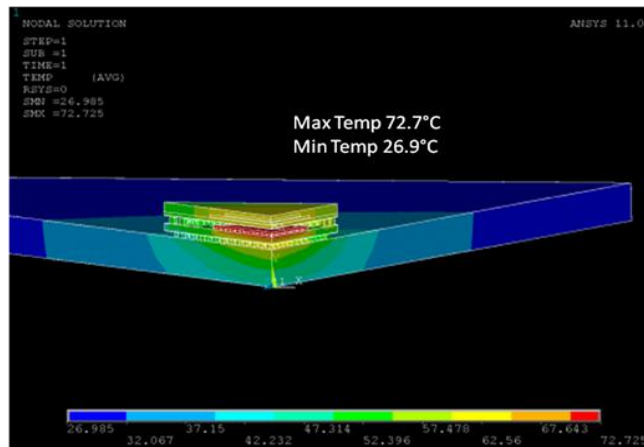 1
NODAL SOLUTION
ANSYS 11.0
STEP=1
SUB =1
TIME=1
TEMP (AVG)
RSYS=0
SMN =26.985
SMX =72.725
Max Temp 72.7°C
Min Temp 26.9°C
X
26.985 37.15 47.314 57.478 67.643
32.067 42.232 52.396 62.56 72.725